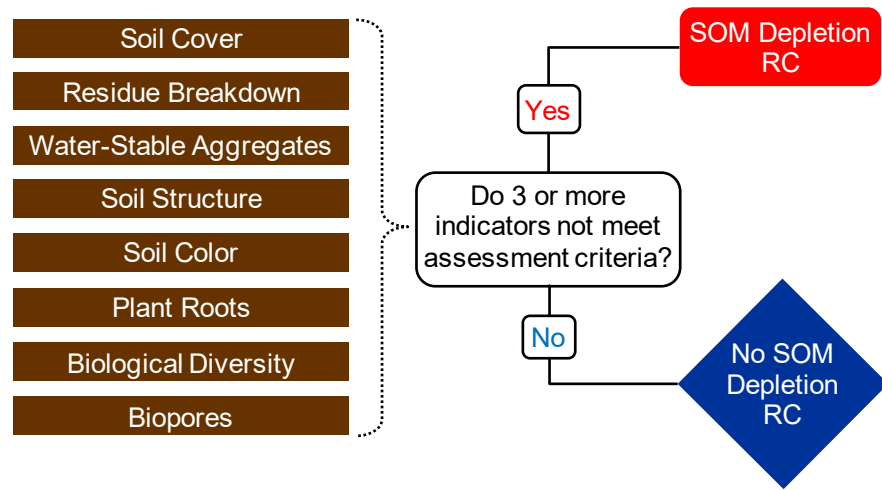 Soil Cover
Residue Breakdown
Water-Stable Aggregates
Soil Structure
Soil Color
Plant Roots
Biological Diversity
Biopores
SOM Depletion
RC
Yes
Do 3 or more
indicators not meet
assessment criteria?
No
No SOM
Depletion
RC